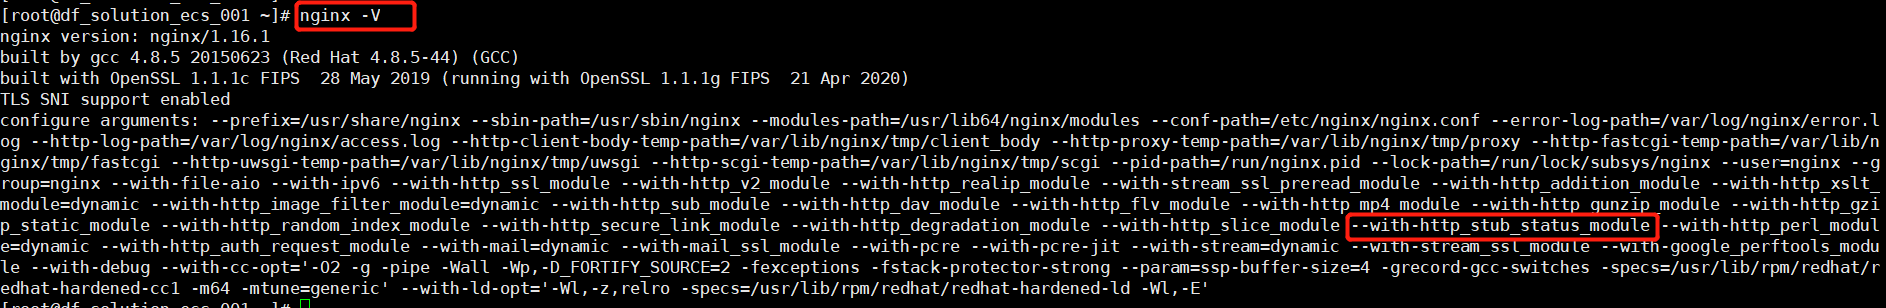 [root@df_solution_ecs_001 ~]# nginx -V
nginx version: nginx/1.16.1
built by gcc 4.8.5 20150623 (Red Hat 4.8.5-44) (GCC)
built with OpenSSL 1.1.1c FIPS  28 May 2019 (running with OpenSSL 1.1.1g FIPS  21 Apr 2020)
TLS SNI support enabled
configure arguments: --prefix=/usr/share/nginx --sbin-path=/usr/sbin/nginx --modules-path=/usr/lib64/nginx/modules --conf-path=/etc/nginx/nginx.conf --error-log-path=/var/log/nginx/error.l
og --http-log-path=/var/log/nginx/access.log --http-client-body-temp-path=/var/lib/nginx/tmp/client_body --http-proxy-temp-path=/var/lib/nginx/tmp/proxy --http-fastcgi-temp-path=/var/lib/n
ginx/tmp/fastcgi --http-uwsgi-temp-path=/var/lib/nginx/tmp/uwsgi --http-scgi-temp-path=/var/lib/nginx/tmp/scgi --pid-path=/run/nginx.pid --lock-path=/run/lock/subsys/nginx --user=nginx --g
roup=nginx --with-file-aio --with-ipv6 --with-http_ssl_module --with-http_v2_module --with-http_realip_module --with-stream_ssl_preread_module --with-http_addition_module --with-http_xslt_
module=dynamic --with-http_image_filter_module=dynamic --with-http_sub_module --with-http_dav_module --with-http_flv_module --with-http_mp4_module --with-http_gunzip_module --with-http_gzi
p_static_module --with-http_random_index_module --with-http_secure_link_module --with-http_degradation_module --with-http_slice_module --with-http_stub_status_module --with-http_perl_modul
e=dynamic --with-http_auth_request_module --with-mail=dynamic --with-mail_ssl_module --with-pcre --with-pcre-jit --with-stream=dynamic --with-stream_ssl_module --with-google_perftools_modu
le --with-debug --with-cc-opt='-O2 -g -pipe -Wall -Wp,-D_FORTIFY_SOURCE=2 -fexceptions -fstack-protector-strong --param=ssp-buffer-size=4 -grecord-gcc-switches -specs=/usr/lib/rpm/redhat/r
edhat-hardened-cc1 -m64 -mtune=generic' --with-ld-opt='-Wl,-z,relro -specs=/usr/lib/rpm/redhat/redhat-hardened-ld -Wl,-E'
[root@df_solution_ecs_001 ~]#